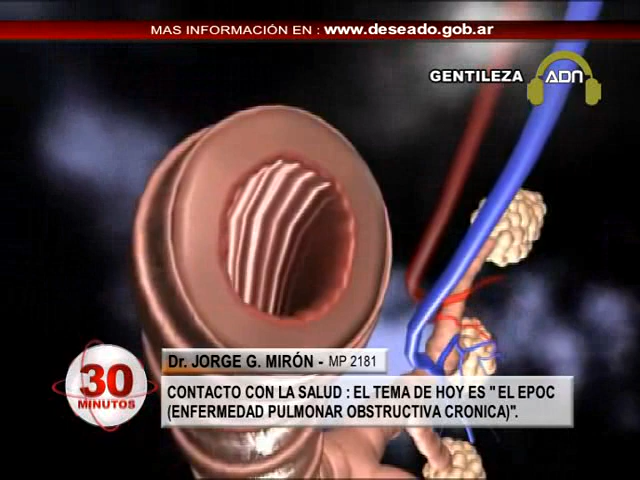 MAS INFORMACIÓN EN : www.deseado.gob.ar
GENTILEZA ADN
Dr. JORGE G. MIRÓN - MP 2181
30
MINUTOS
CONTACTO CON LA SALUD : EL TEMA DE HOY ES " EL EPOC
(ENFERMEDAD PULMONAR OBSTRUCTIVA CRONICA)".